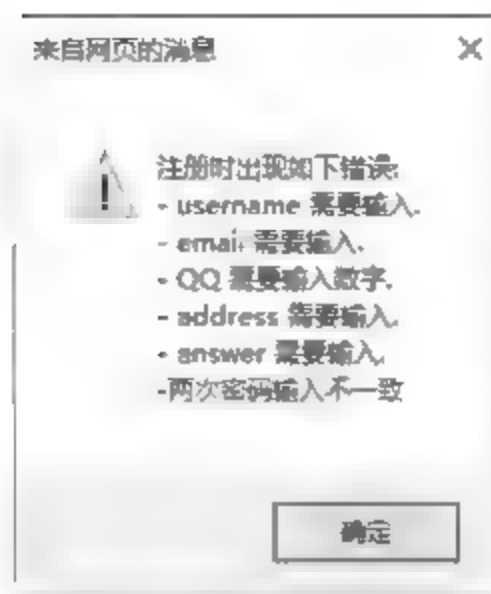 来自网页的消息
注册时出现如下错误:
- username 需要输入.
- email 需要输入.
- QQ 需要输入数字.
- address 需要输入.
- answer 需要输入.
-两次密码输入不一致
确定